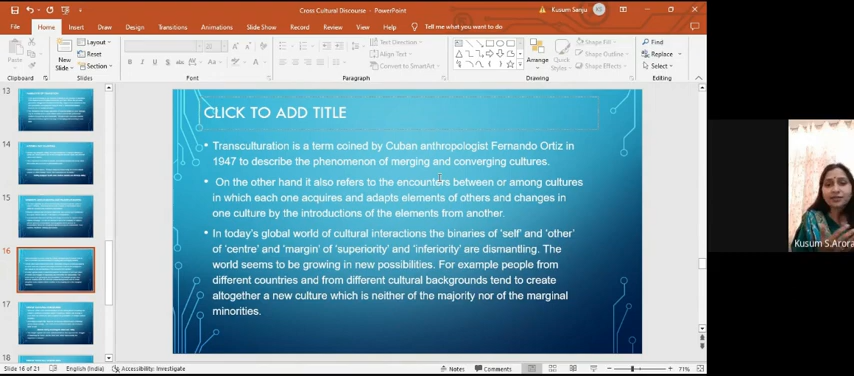 Cross Cultural Discourse - PowerPoint
Kusum Sanju
KS
File
Home
Insert
Draw
Design
Transitions
Animations
Slide Show
Record
Review
View
Help
Tell me what you want to do
Paste
Clipboard
New
Slide
Layout
Reset
Section
Slides
Font
Text Direction
Align Text
Convert to SmartArt
Paragraph
Arrange
Quick
Styles
Shape Fill
Shape Outline
Shape Effects
Drawing
Find
Replace
Select
Editing
13
14
15
16
17
18
CLICK TO ADD TITLE
• Transculturation is a term coined by Cuban anthropologist Fernando Ortiz in
1947 to describe the phenomenon of merging and converging cultures.
• On the other hand it also refers to the encounters between or among cultures
in which each one acquires and adapts elements of others and changes in
one culture by the introductions of the elements from another.
• In today's global world of cultural interactions the binaries of 'self' and 'other'
of 'centre' and 'margin' of 'superiority' and 'inferiority' are dismantling. The
world seems to be growing in new possibilities. For example people from
different countries and from different cultural backgrounds tend to create
altogether a new culture which is neither of the majority nor of the marginal
minorities.
Kusum S.Arora
Slide 16 of 21
English (India)
Accessibility: Investigate
Notes
Comments
71%